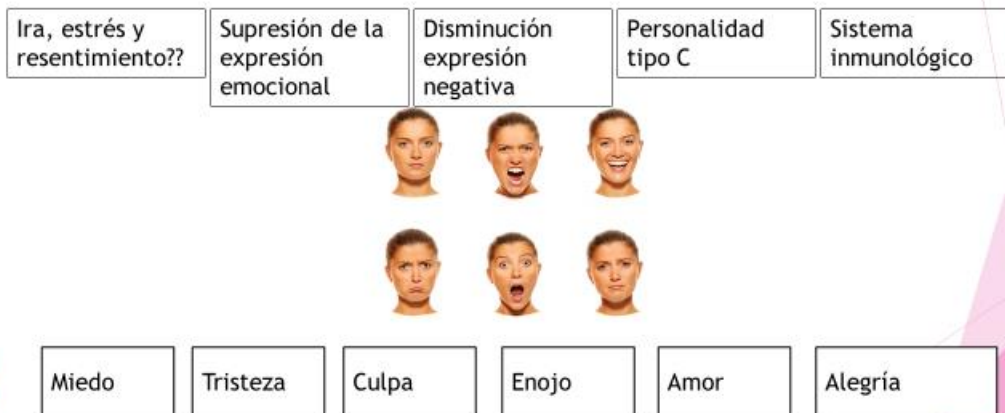 Ira, estrés y
resentimiento??
Supresión de la
expresión
emocional
Disminución
expresión
negativa
Personalidad
tipo C
Sistema
inmunológico
Miedo
Tristeza
Culpa
Enojo
Amor
Alegría